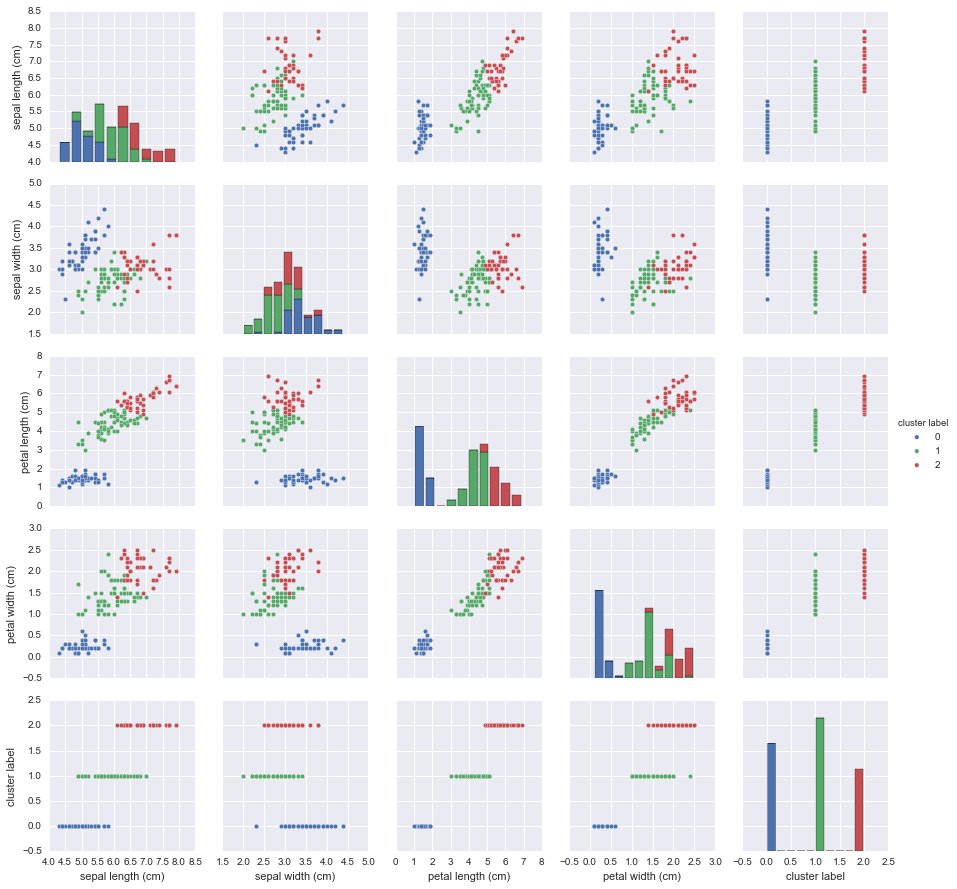 8.5
8.0
7.5
7.0
6.5
6.0
5.5
5.0
4.5
4.0
sepal length (cm)
5.0
4.5
4.0
3.5
3.0
2.5
2.0
1.5
sepal width (cm)
8
7
6
5
4
3
2
1
0
petal length (cm)
cluster label
0
1
2
3.0
2.5
2.0
1.5
1.0
0.5
0.0
−0.5
petal width (cm)
2.5
2.0
1.5
1.0
0.5
0.0
−0.5
cluster label
4.0 4.5 5.0 5.5 6.0 6.5 7.0 7.5 8.0 8.5
sepal length (cm)
1.5 2.0 2.5 3.0 3.5 4.0 4.5 5.0
sepal width (cm)
0 1 2 3 4 5 6 7 8
petal length (cm)
−0.5 0.0 0.5 1.0 1.5 2.0 2.5 3.0
petal width (cm)
−0.5 0.0 0.5 1.0 1.5 2.0 2.5
cluster label